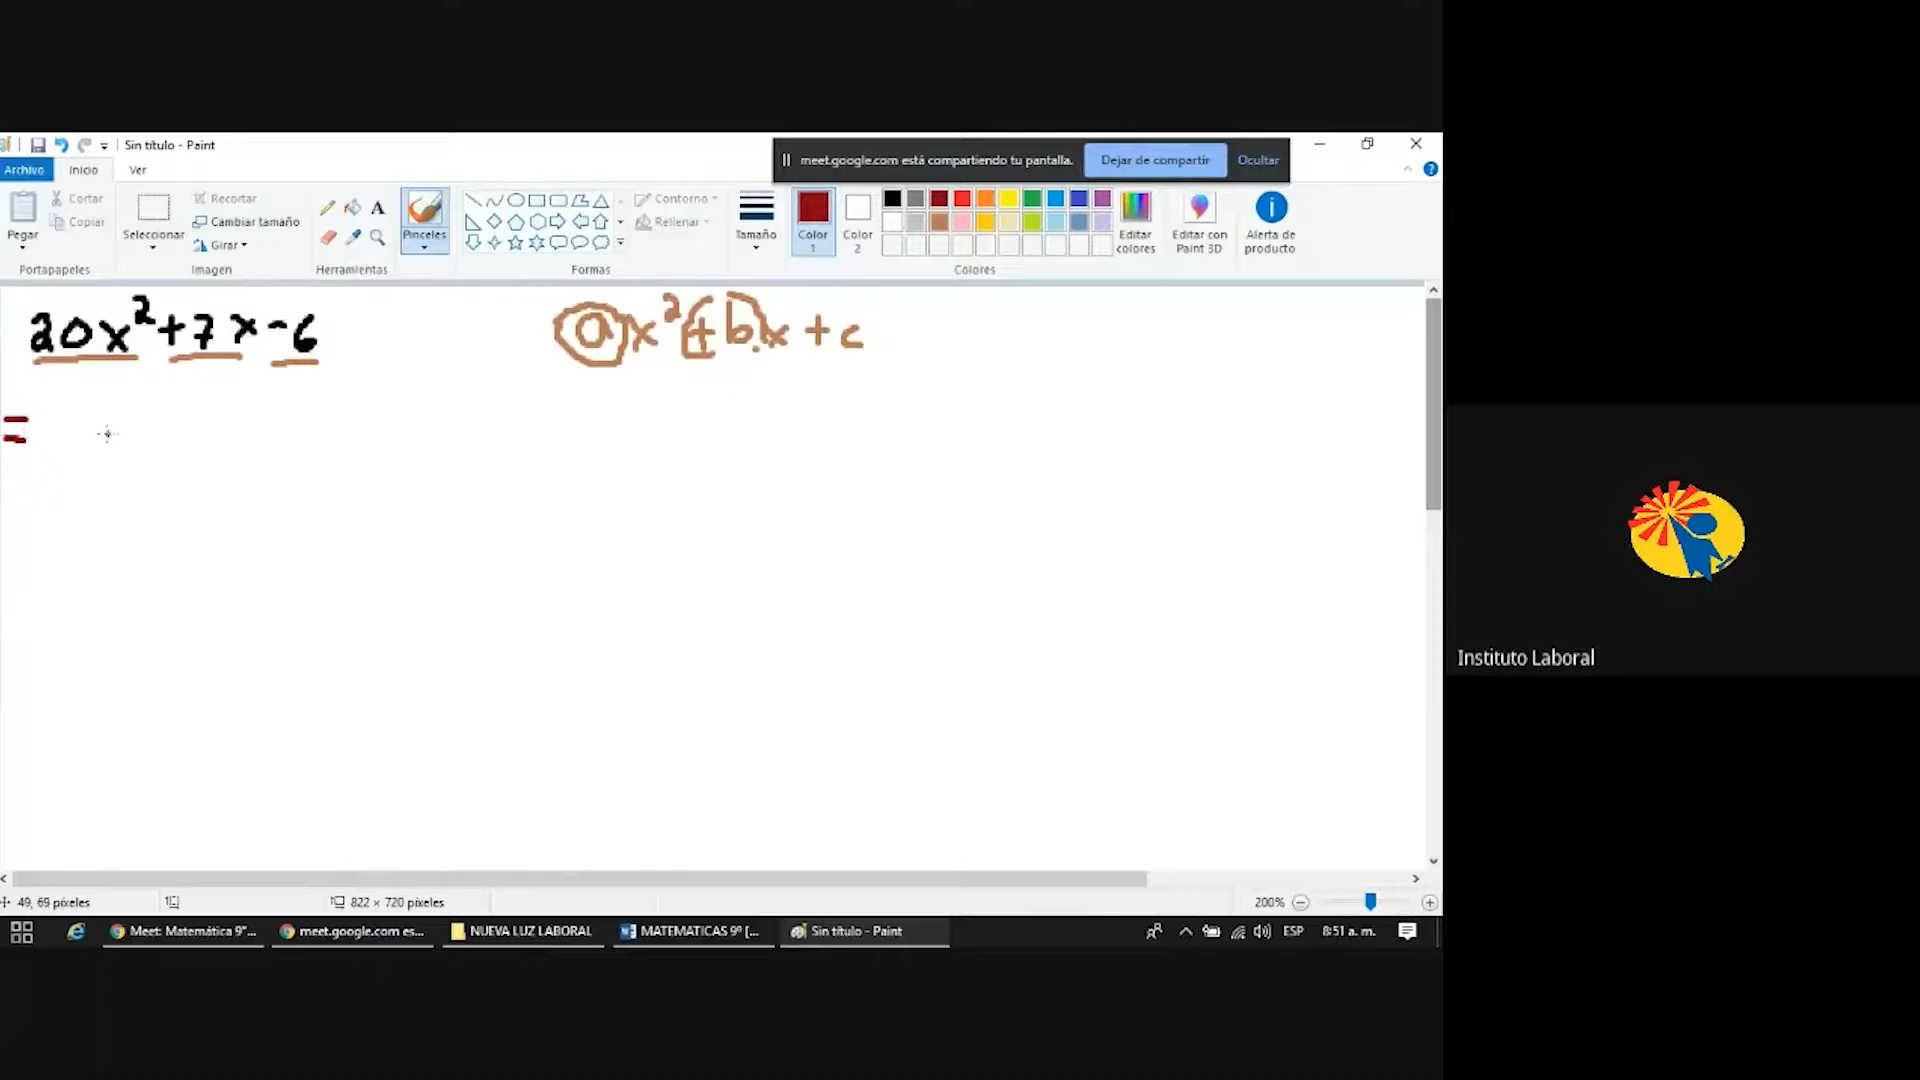 Sin título - Paint
meet.google.com está compartiendo tu pantalla. Dejar de compartir Ocultar
Archivo Inicio Ver
Pegar
Cortar
Copiar
Portapapeles
Seleccionar
Recortar
Cambiar tamaño
Girar
Imagen
Herramientas
Pinceles
Formas
Contorno
Rellenar
Tamaño
Color 1
Color 2
Editar colores
Editar con Paint 3D
Alerta de producto
Colores
20x²+7x-6
ax²+bx+c
=
Instituto Laboral
49, 69 píxeles 822 × 720 píxeles 200%
Meet: Matemática 9°... meet.google.com es... NUEVA LUZ LABORAL MATEMATICAS 9º [... Sin título - Paint ESP 8:51 a. m.